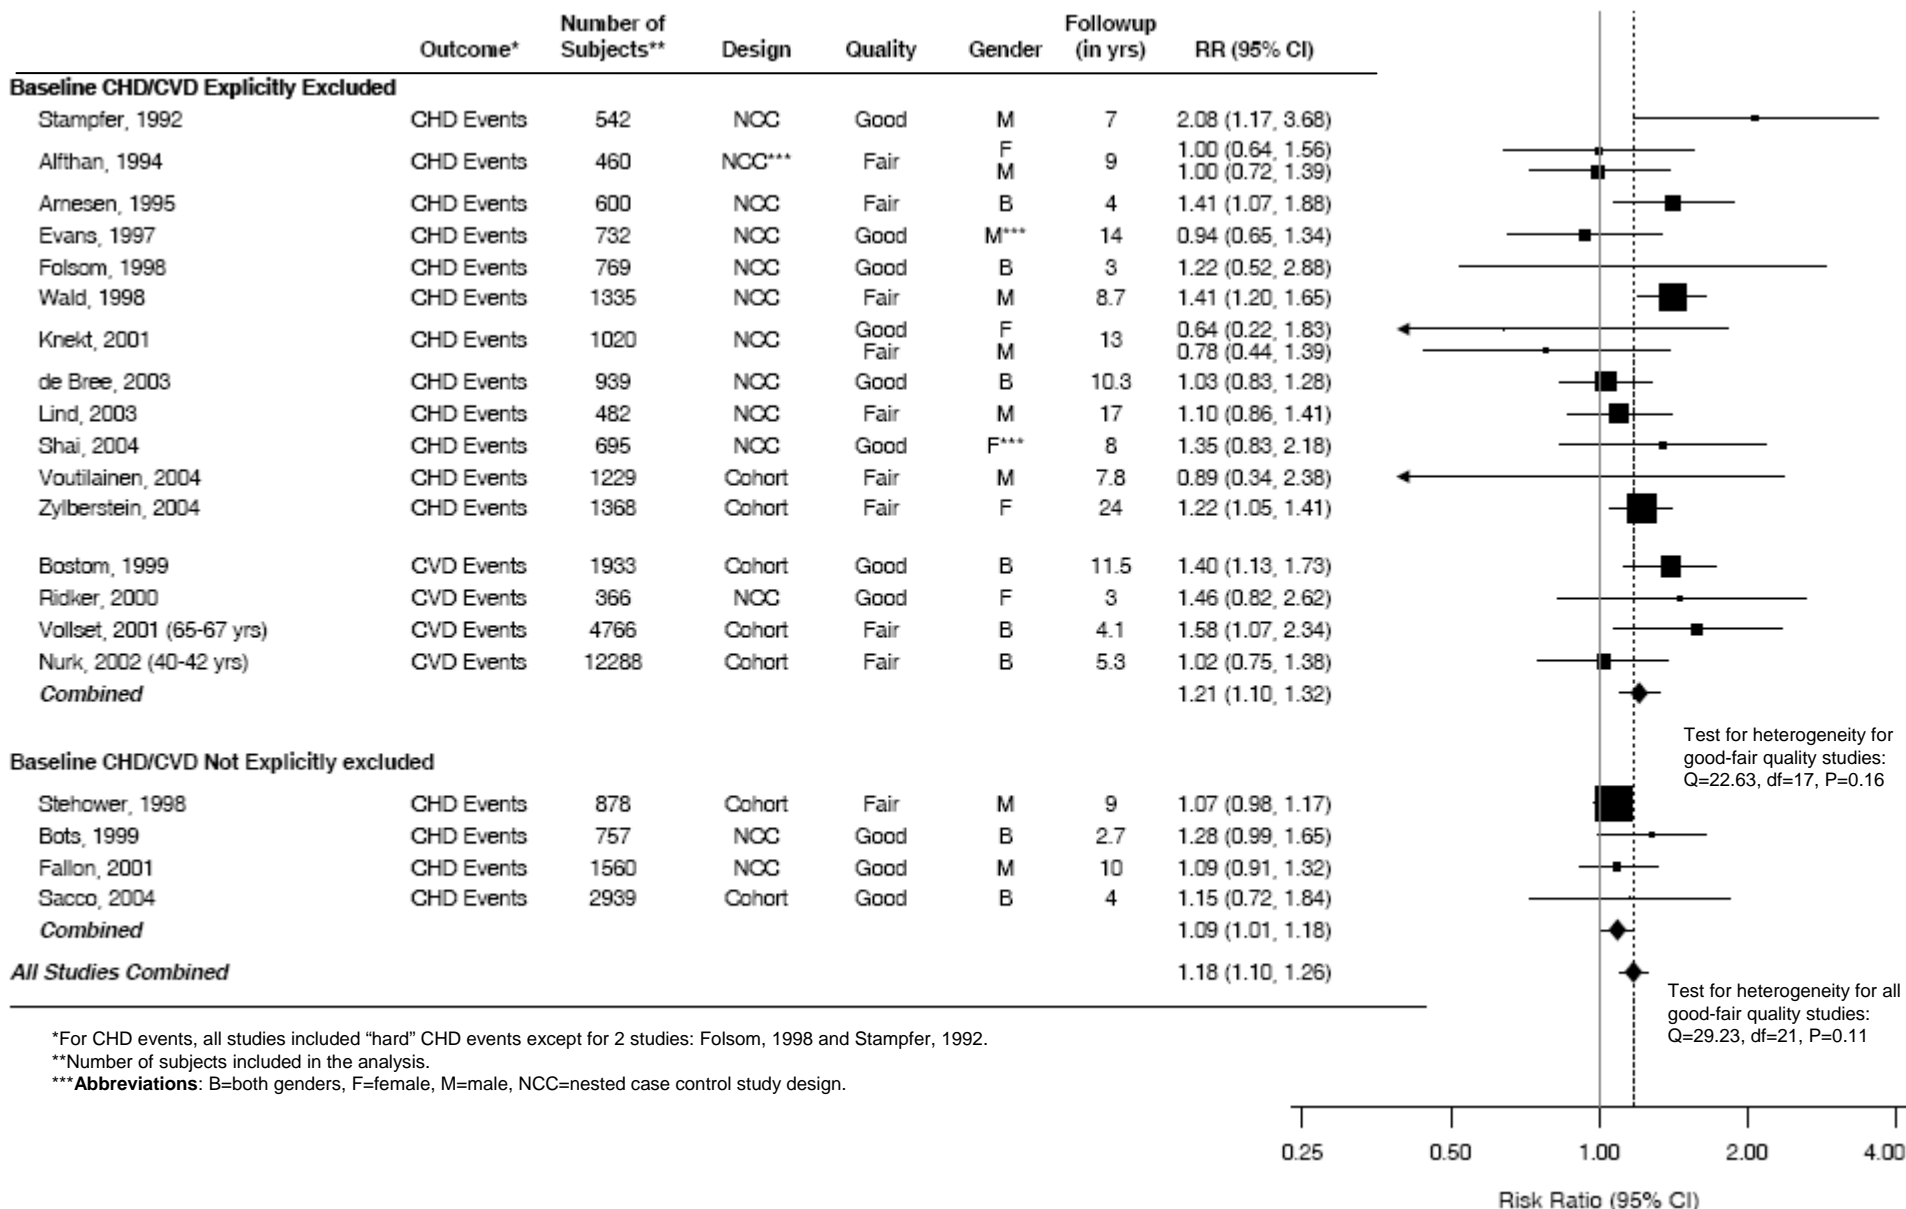 Outcome* Number of Subjects** Design Quality Gender Followup (in yrs) RR (95% CI)
Baseline CHD/CVD Explicitly Excluded
Stampfer, 1992 CHD Events 542 NCC Good M 7 2.08 (1.17, 3.68)
Alfthan, 1994 CHD Events 460 NCC*** Fair F 9 1.00 (0.64, 1.56)
M 1.00 (0.72, 1.39)
Arnesen, 1995 CHD Events 600 NCC Fair B 4 1.41 (1.07, 1.88)
Evans, 1997 CHD Events 732 NCC Good M*** 14 0.94 (0.65, 1.34)
Folsom, 1998 CHD Events 769 NCC Good B 3 1.22 (0.52, 2.88)
Wald, 1998 CHD Events 1335 NCC Fair M 8.7 1.41 (1.20, 1.65)
Knekt, 2001 CHD Events 1020 NCC Good F 13 0.64 (0.22, 1.83)
Fair M 0.78 (0.44, 1.39)
de Bree, 2003 CHD Events 939 NCC Good B 10.3 1.03 (0.83, 1.28)
Lind, 2003 CHD Events 482 NCC Fair M 17 1.10 (0.86, 1.41)
Shai, 2004 CHD Events 695 NCC Good F*** 8 1.35 (0.83, 2.18)
Voutilainen, 2004 CHD Events 1229 Cohort Fair M 7.8 0.89 (0.34, 2.38)
Zylberstein, 2004 CHD Events 1368 Cohort Fair F 24 1.22 (1.05, 1.41)
Bostom, 1999 CVD Events 1933 Cohort Good B 11.5 1.40 (1.13, 1.73)
Ridker, 2000 CVD Events 366 NCC Good F 3 1.46 (0.82, 2.62)
Vollset, 2001 (65-67 yrs) CVD Events 4766 Cohort Fair B 4.1 1.58 (1.07, 2.34)
Nurk, 2002 (40-42 yrs) CVD Events 12288 Cohort Fair B 5.3 1.02 (0.75, 1.38)
Combined 1.21 (1.10, 1.32)
Test for heterogeneity for
good-fair quality studies:
Q=22.63, df=17, P=0.16
Baseline CHD/CVD Not Explicitly excluded
Stehower, 1998 CHD Events 878 Cohort Fair M 9 1.07 (0.98, 1.17)
Bots, 1999 CHD Events 757 NCC Good B 2.7 1.28 (0.99, 1.65)
Fallon, 2001 CHD Events 1560 NCC Good M 10 1.09 (0.91, 1.32)
Sacco, 2004 CHD Events 2939 Cohort Good B 4 1.15 (0.72, 1.84)
Combined 1.09 (1.01, 1.18)
All Studies Combined 1.18 (1.10, 1.26)
Test for heterogeneity for all
good-fair quality studies:
Q=29.23, df=21, P=0.11
*For CHD events, all studies included “hard” CHD events except for 2 studies: Folsom, 1998 and Stampfer, 1992.
**Number of subjects included in the analysis.
***Abbreviations: B=both genders, F=female, M=male, NCC=nested case control study design.
0.25 0.50 1.00 2.00 4.00
Risk Ratio (95% CI)